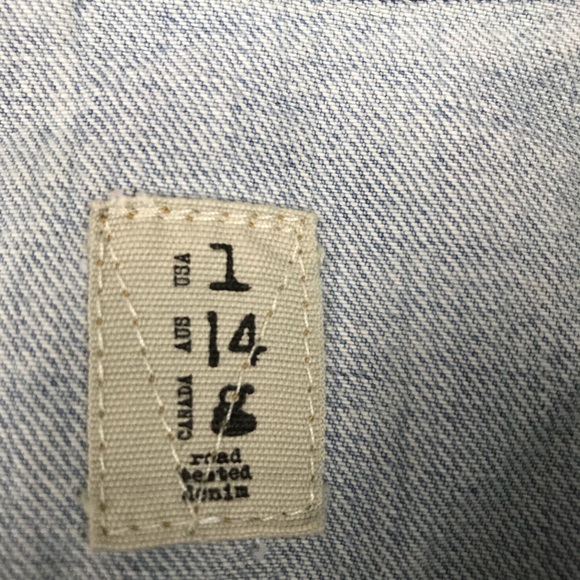 USA 1
AUS 14
CANADA 8
road
tested
denim